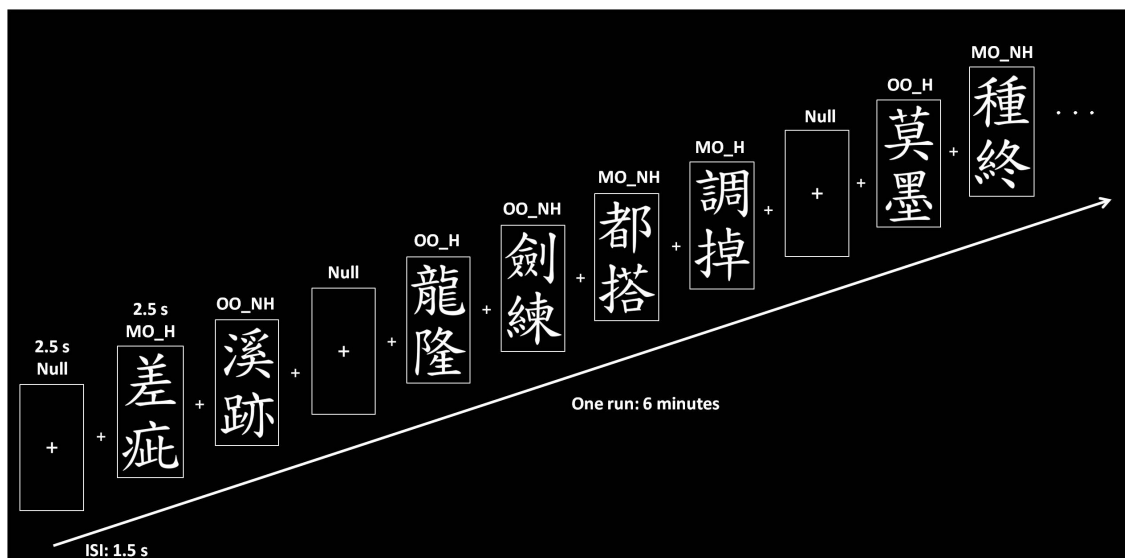 2.5 s
Null
+
+
2.5 s
MO_H
差
疵
+
OO_NH
溪
跡
+
Null
+
+
OO_H
龍
隆
+
OO_NH
劍
練
+
MO_NH
都
搭
+
MO_H
調
掉
+
Null
+
+
OO_H
莫
墨
+
MO_NH
種
終
. . .
One run: 6 minutes
ISI: 1.5 s